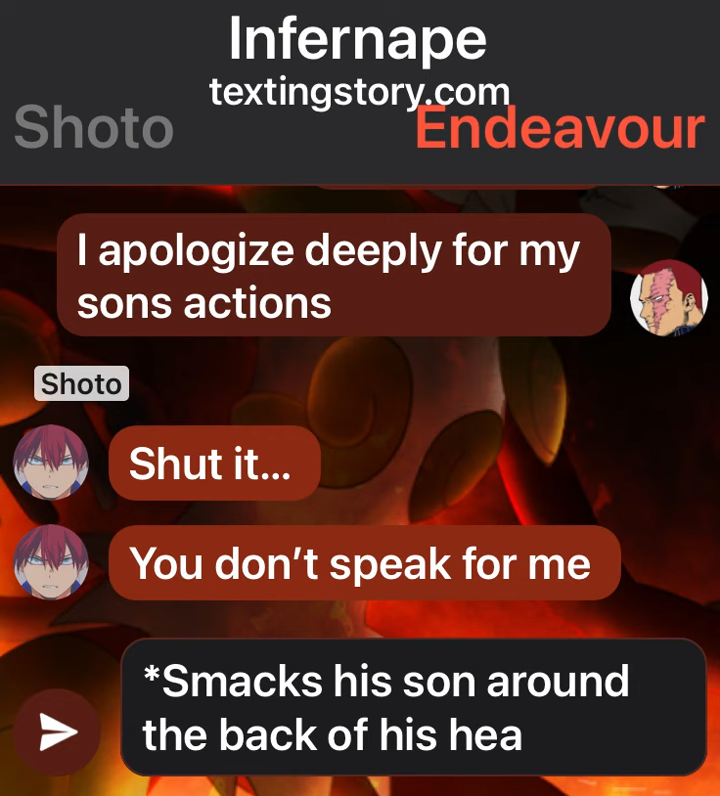 Infernape
textingstory.com
Shoto
Endeavour
I apologize deeply for my
sons actions
Shoto
Shut it...
You don’t speak for me
*Smacks his son around
the back of his hea